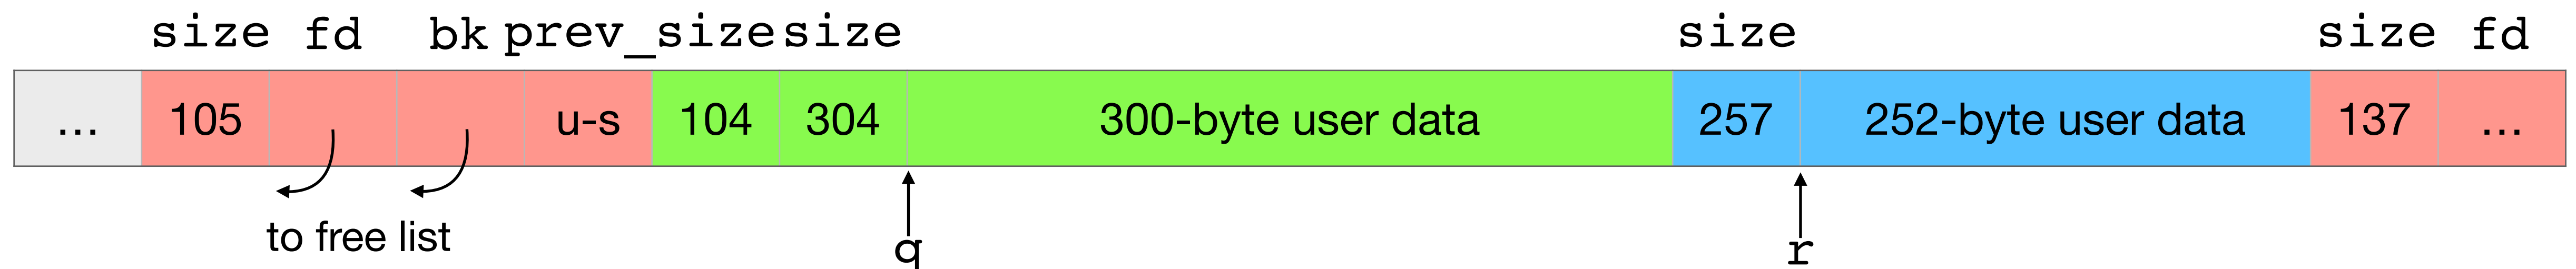 size fd bk prev_size size size size fd
... 105 u-s 104 304 300-byte user data 257 252-byte user data 137 ...
to free list
q r